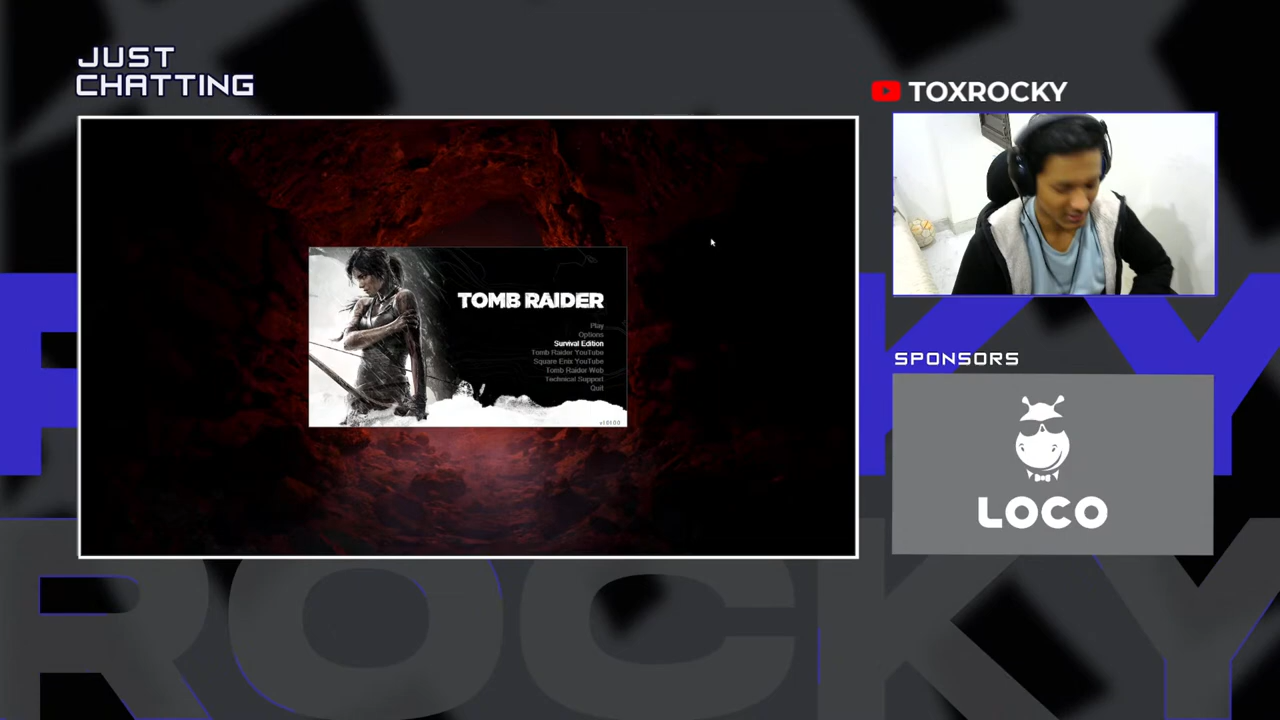 JUST
CHATTING
TOXROCKY
TOMB RAIDER
Play
Options
Survival Edition
Tomb Raider YouTube
Square Enix YouTube
Tomb Raider Web
Technical Support
Quit
SPONSORS
LOCO
ROCKY